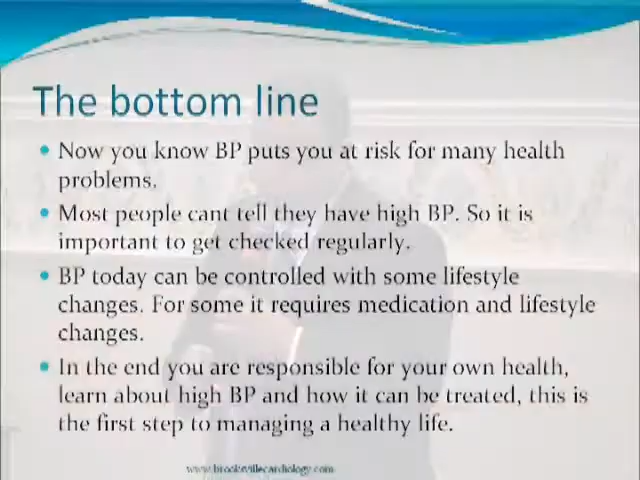 The bottom line
Now you know BP puts you at risk for many health
problems.
Most people cant tell they have high BP. So it is
important to get checked regularly.
BP today can be controlled with some lifestyle
changes. For some it requires medication and lifestyle
changes.
In the end you are responsible for your own health,
learn about high BP and how it can be treated, this is
the first step to managing a healthy life.
www.brooksvillecardiology.com